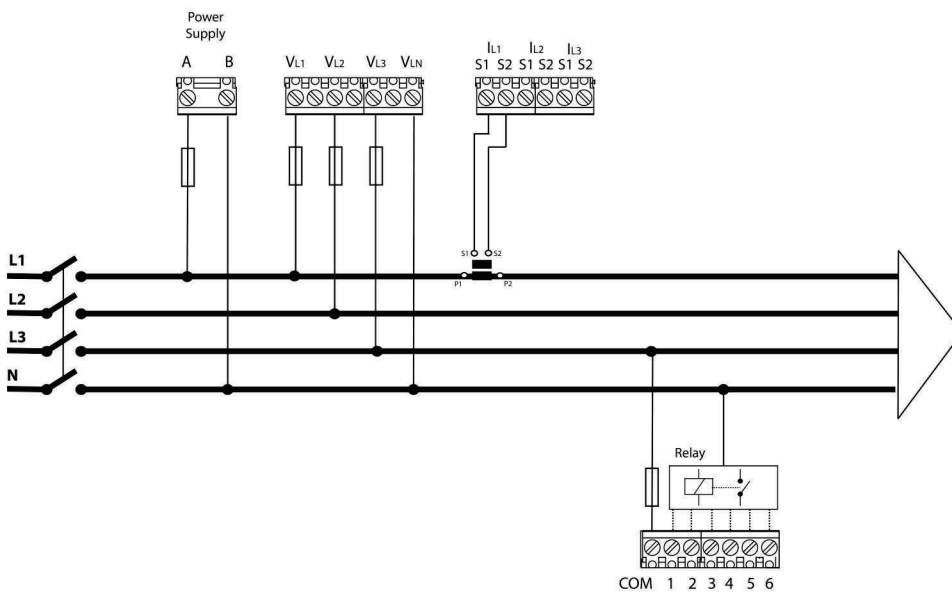 Power
Supply
A B
VL1 VL2 VL3 VLN
IL1 IL2 IL3
S1 S2 S1 S2 S1 S2
S1 S2
L1
P1 P2
L2
L3
N
Relay
COM 1 2 3 4 5 6